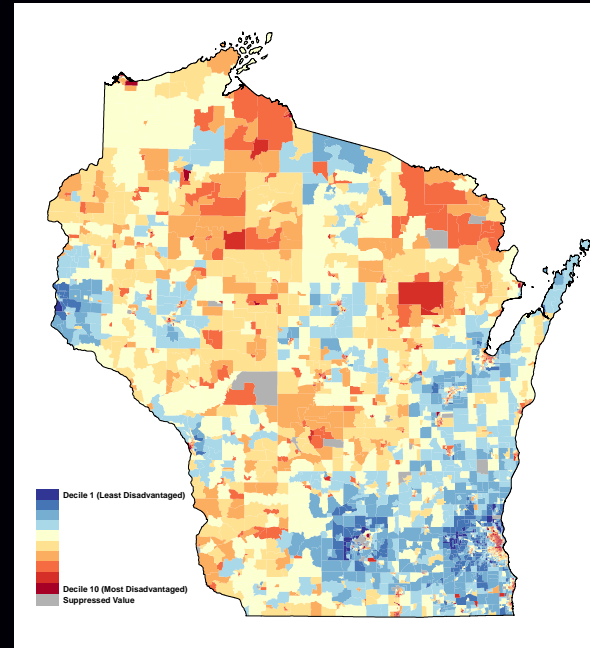 Decile 1 (Least Disadvantaged)
Decile 10 (Most Disadvantaged)
Suppressed Value